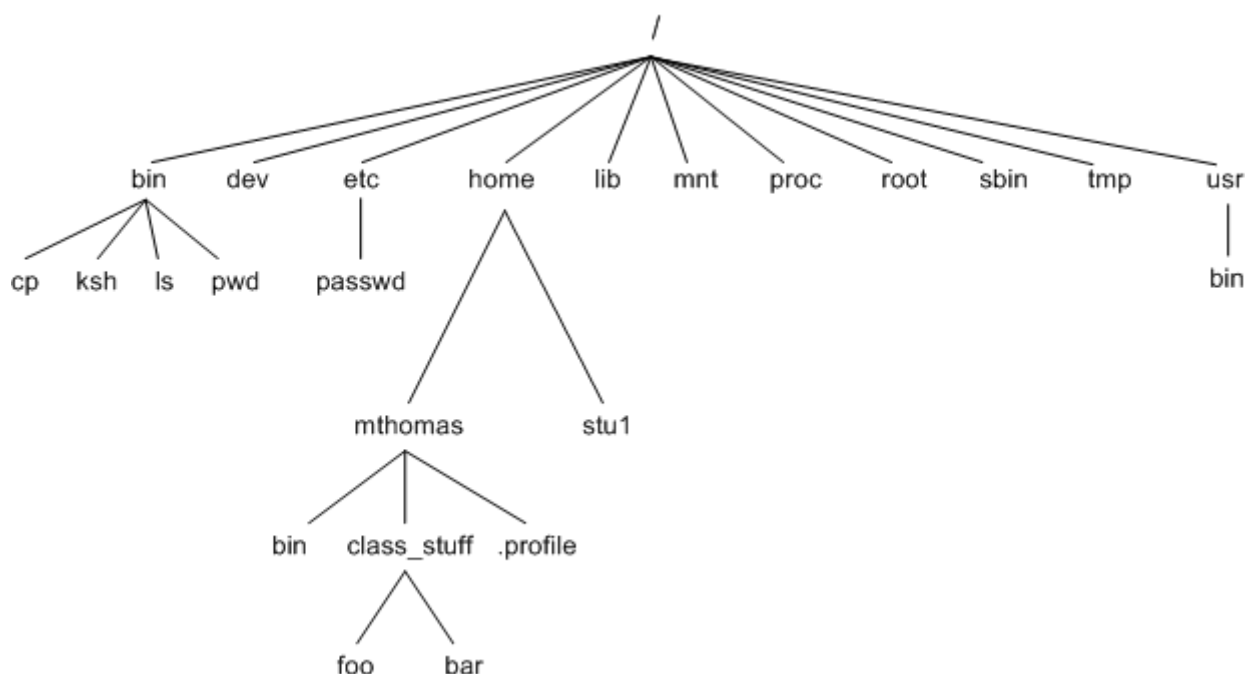 /
bin dev etc home lib mnt proc root sbin tmp usr
cp ksh ls pwd passwd bin
mthomas stu1
bin class_stuff .profile
foo bar